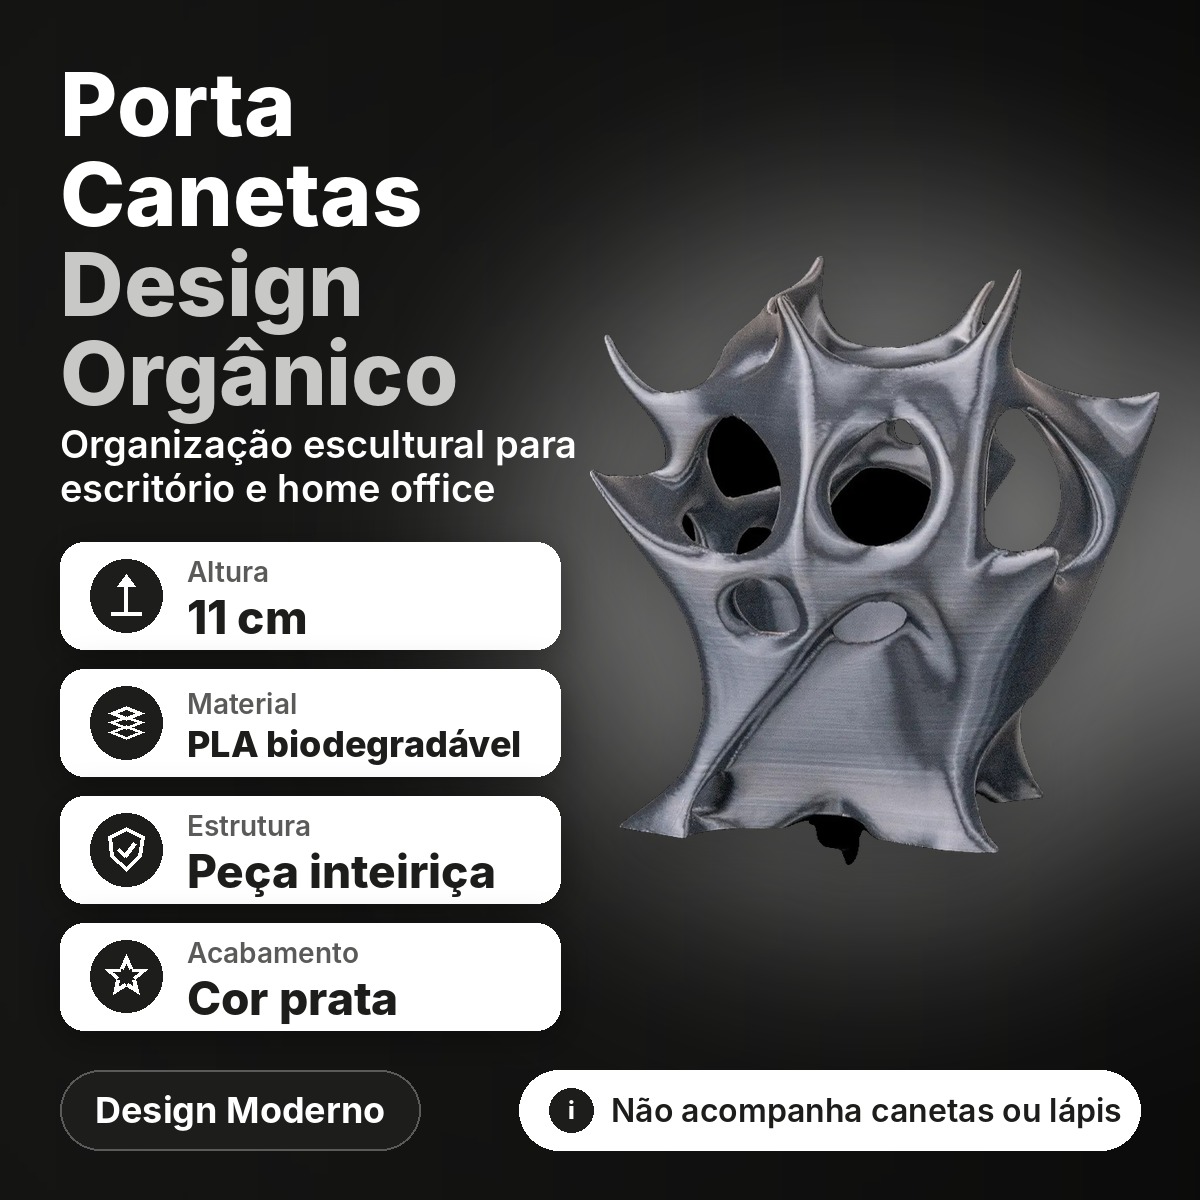 Porta
Canetas
Design
Orgânico
Organização escultural para
escritório e home office
Altura
11 cm
Material
PLA biodegradável
Estrutura
Peça inteiriça
Acabamento
Cor prata
Design Moderno
i Não acompanha canetas ou lápis